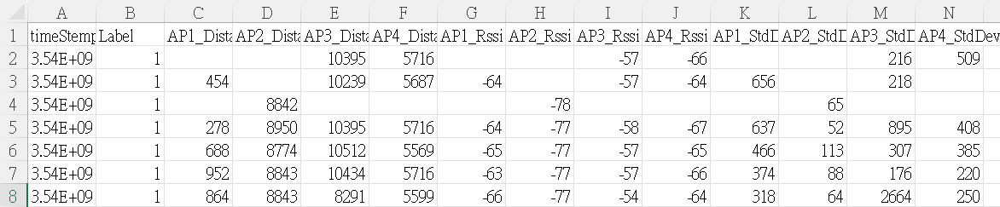 A B C D E F G H I J K L M N
1 timeStemp Label AP1_Dista AP2_Dista AP3_Dista AP4_Dista AP1_Rssi AP2_Rssi AP3_Rssi AP4_Rssi AP1_StdD AP2_StdD AP3_StdD AP4_StdDev
2 3.54E+09 1 10395 5716 -57 -66 216 509
3 3.54E+09 1 454 10239 5687 -64 -57 -64 656 218
4 3.54E+09 1 8842 -78 65
5 3.54E+09 1 278 8950 10395 5716 -64 -77 -58 -67 637 52 895 408
6 3.54E+09 1 688 8774 10512 5569 -65 -77 -57 -65 466 113 307 385
7 3.54E+09 1 952 8843 10434 5716 -63 -77 -57 -66 374 88 176 220
8 3.54E+09 1 864 8843 8291 5599 -66 -77 -54 -64 318 64 2664 250